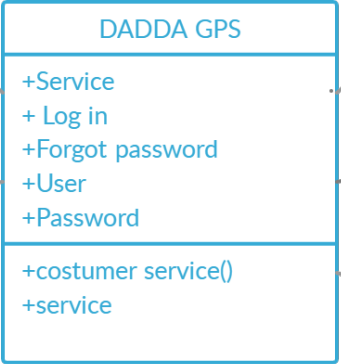 DADDA GPS
+Service
+ Log in
+Forgot password
+User
+Password
+costumer service()
+service